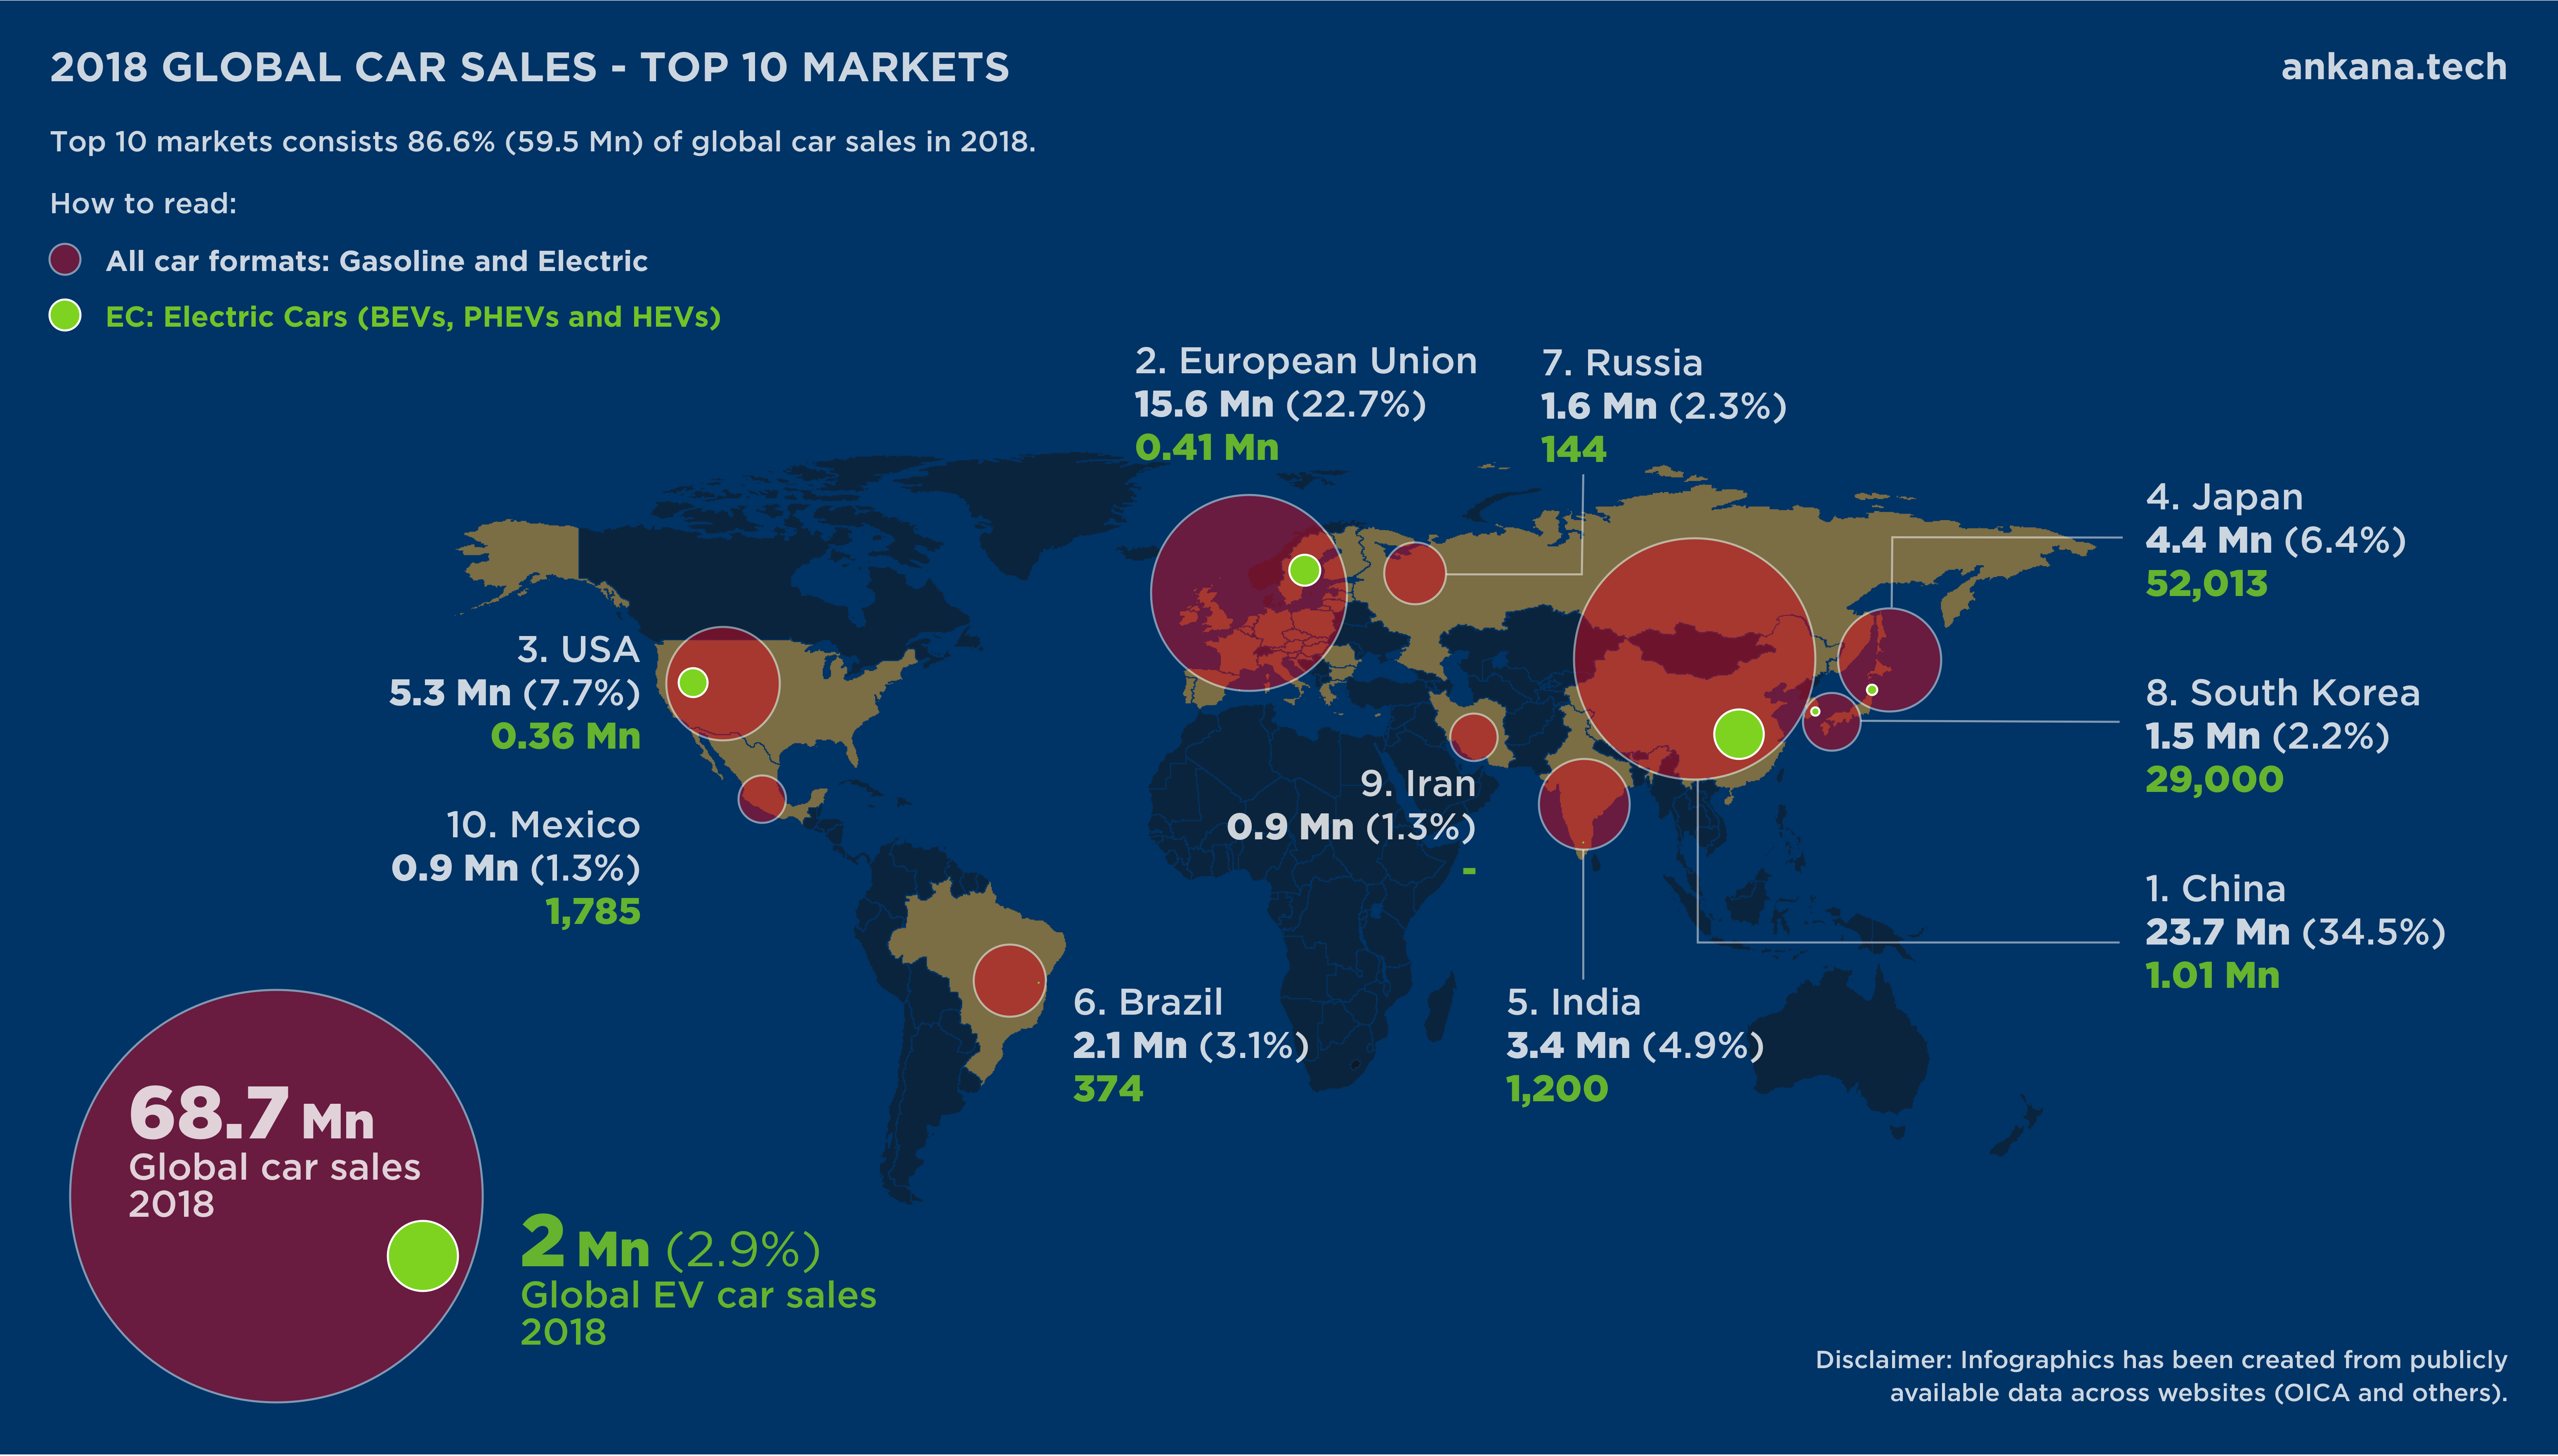 2018 GLOBAL CAR SALES - TOP 10 MARKETS
ankana.tech
Top 10 markets consists 86.6% (59.5 Mn) of global car sales in 2018.
How to read:
All car formats: Gasoline and Electric
EC: Electric Cars (BEVs, PHEVs and HEVs)
2. European Union
15.6 Mn (22.7%)
0.41 Mn
7. Russia
1.6 Mn (2.3%)
144
4. Japan
4.4 Mn (6.4%)
52,013
3. USA
5.3 Mn (7.7%)
0.36 Mn
8. South Korea
1.5 Mn (2.2%)
29,000
9. Iran
0.9 Mn (1.3%)
-
10. Mexico
0.9 Mn (1.3%)
1,785
1. China
23.7 Mn (34.5%)
1.01 Mn
6. Brazil
2.1 Mn (3.1%)
374
5. India
3.4 Mn (4.9%)
1,200
68.7 Mn
Global car sales
2018
2 Mn (2.9%)
Global EV car sales
2018
Disclaimer: Infographics has been created from publicly
available data across websites (OICA and others).